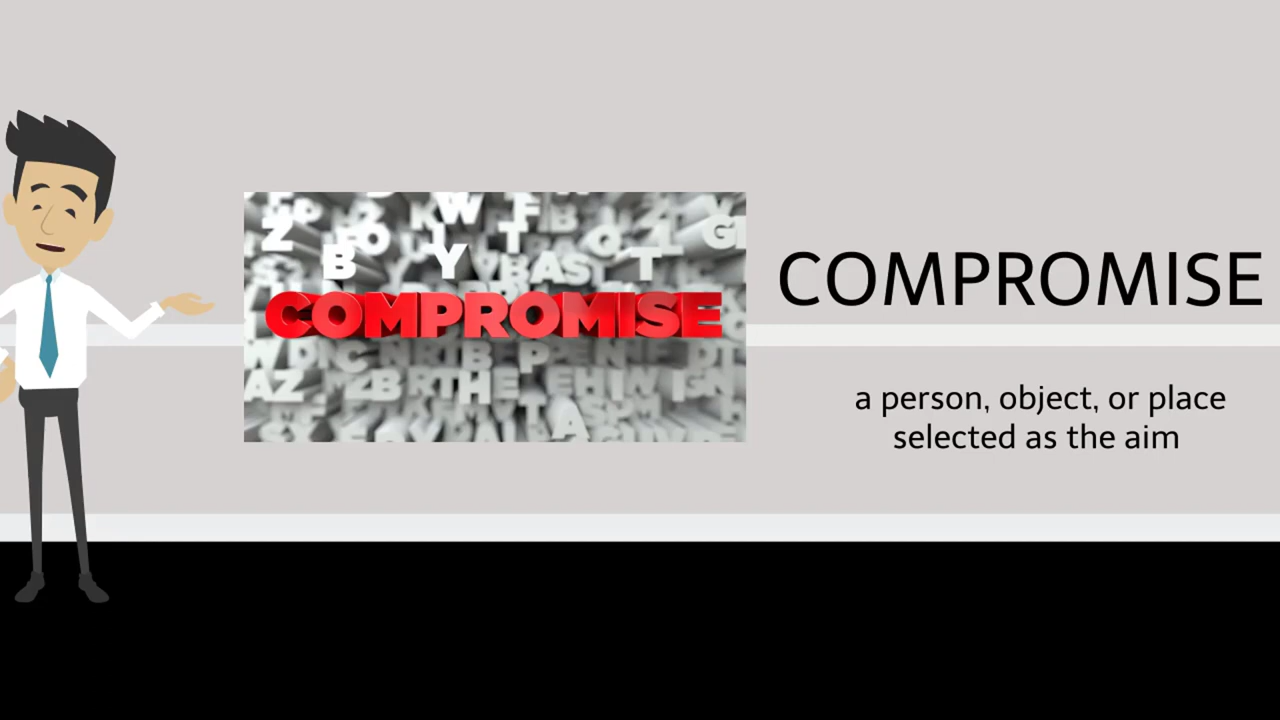 COMPROMISE
COMPROMISE
a person, object, or place
selected as the aim